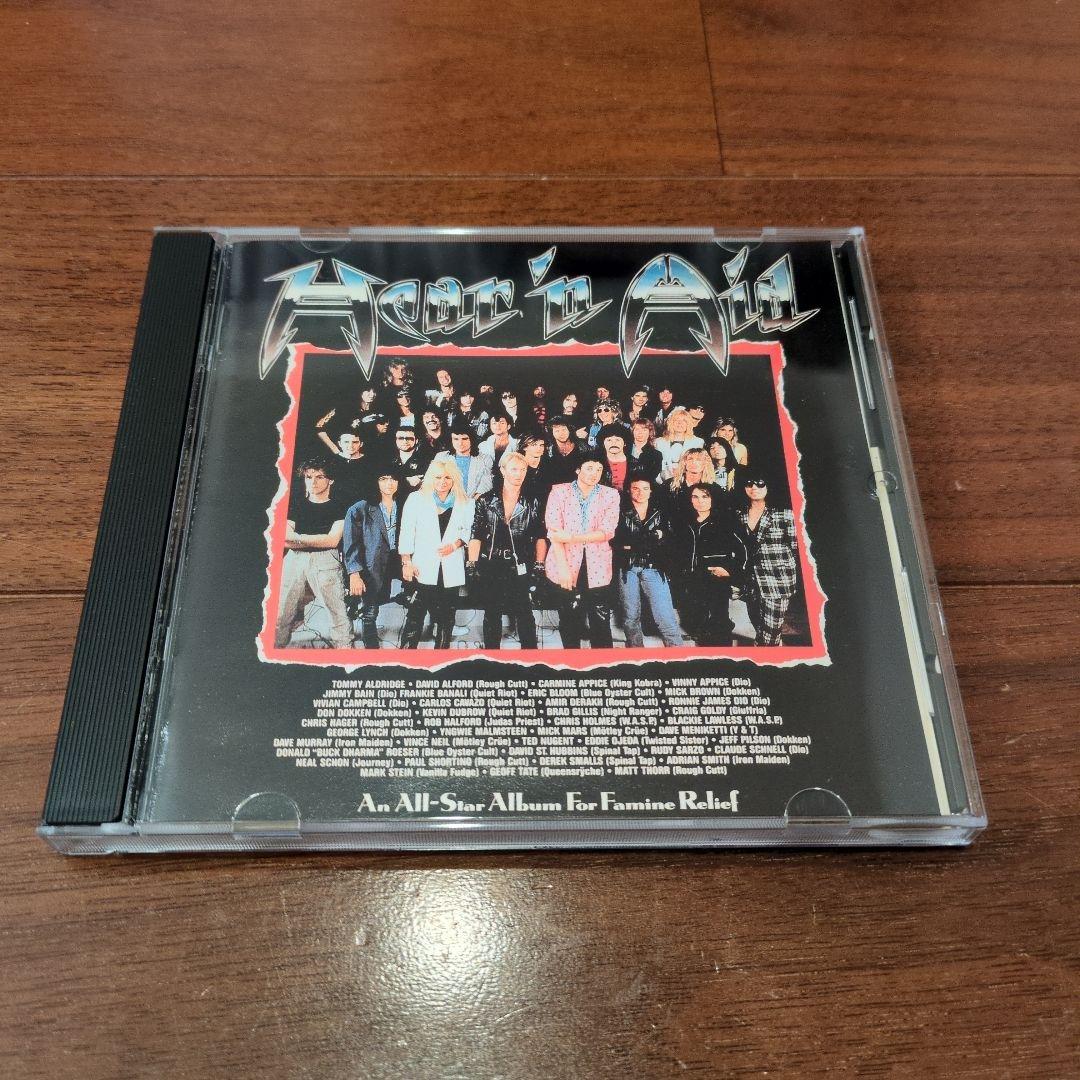 Hear 'n Aid
TOMMY ALDRIDGE • DAVID ALFORD (Rough Cutt) • CARMINE APPICE (King Kobra) • VINNY APPICE (Dio)
JIMMY BAIN (Dio) FRANKIE BANALI (Quiet Riot) • ERIC BLOOM (Blue Oyster Cult) • MICK BROWN (Dokken)
VIVIAN CAMPBELL (Dio) • CARLOS CAVAZO (Quiet Riot) • AMIR DERAKH (Rough Cutt) • RONNIE JAMES DIO (Dio)
DON DOKKEN (Dokken) • KEVIN DUBROW (Quiet Riot) • BRAD GILLIS (Night Ranger) • CRAIG GOLDY (Giuffria)
CHRIS HAGER (Rough Cutt) • ROB HALFORD (Judas Priest) • CHRIS HOLMES (W.A.S.P.) • BLACKIE LAWLESS (W.A.S.P.)
GEORGE LYNCH (Dokken) • YNGWIE MALMSTEEN • MICK MARS (Mötley Crüe) • DAVE MENIKETTI (Y & T)
DAVE MURRAY (Iron Maiden) • VINCE NEIL (Mötley Crüe) • TED NUGENT • EDDIE OJEDA (Twisted Sister) • JEFF PILSON (Dokken)
DONALD "BUCK DHARMA" ROESER (Blue Oyster Cult) • DAVID ST. HUBBINS (Spinal Tap) • RUDY SARZO • CLAUDE SCHNELL (Dio)
NEAL SCHON (Journey) • PAUL SHORTINO (Rough Cutt) • DEREK SMALLS (Spinal Tap) • ADRIAN SMITH (Iron Maiden)
MARK STEIN (Vanilla Fudge) • GEOFF TATE (Queensrÿche) • MATT THORR (Rough Cutt)
An All-Star Album For Famine Relief